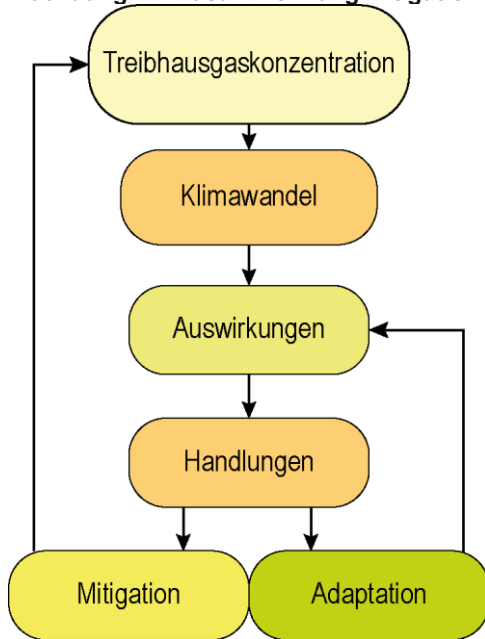 Treibhausgaskonzentration
Klimawandel
Auswirkungen
Handlungen
Mitigation
Adaptation